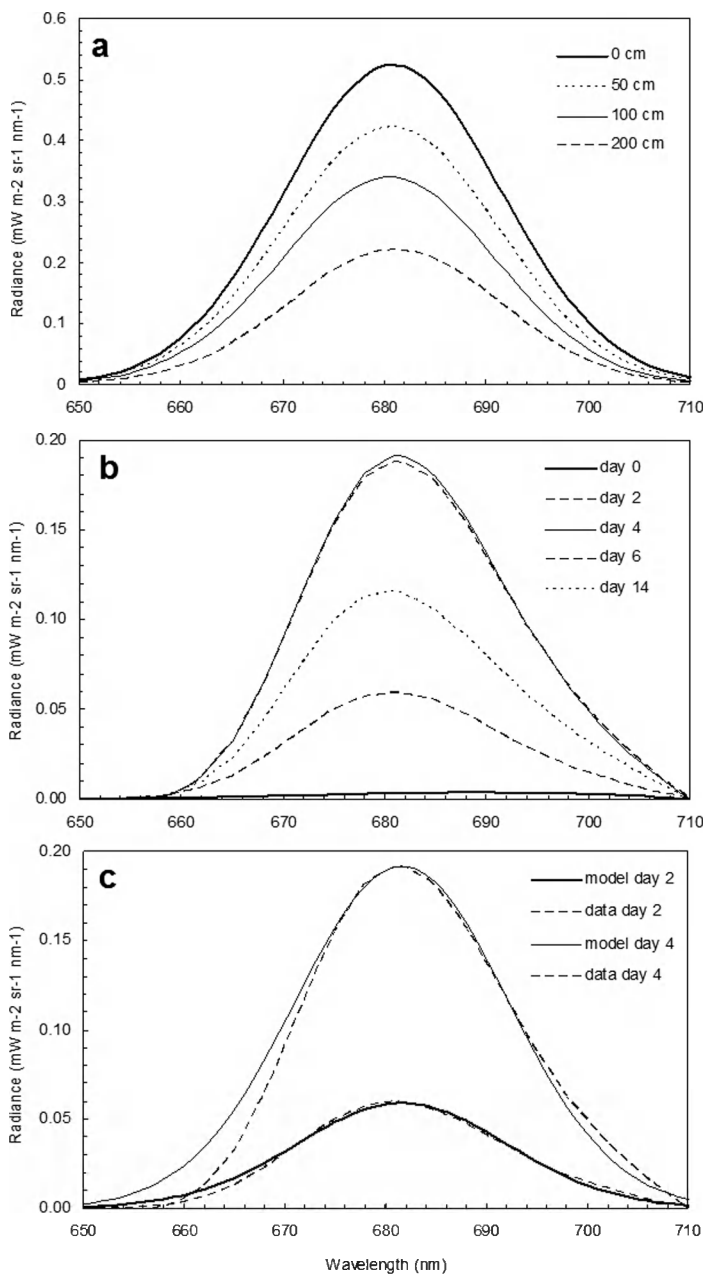 a
0.6
0.5
0.4
0.3
0.2
0.1
0
Radiance (mW m-2 sr-1 nm-1)
0 cm
50 cm
100 cm
200 cm
650 660 670 680 690 700 710
b
0.20
0.15
0.10
0.05
0.00
Radiance (mW m-2 sr-1 nm-1)
day 0
day 2
day 4
day 6
day 14
650 660 670 680 690 700 710
c
0.20
0.15
0.10
0.05
0.00
Radiance (mW m-2 sr-1 nm-1)
model day 2
data day 2
model day 4
data day 4
650 660 670 680 690 700 710
Wavelength (nm)